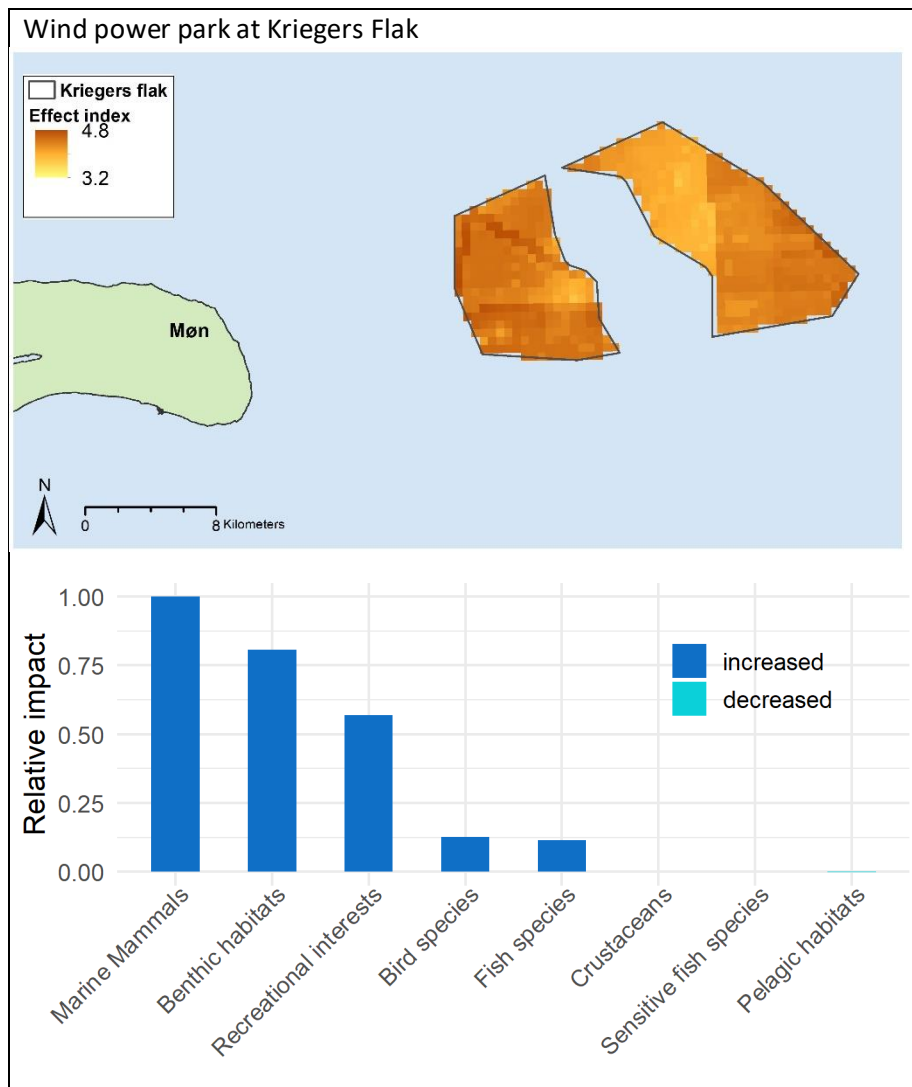 Wind power park at Kriegers Flak
Kriegers flak
Effect index
4.8
3.2
Møn
N
0 8 Kilometers
Relative impact
1.00
0.75
0.50
0.25
0.00
increased
decreased
Marine Mammals
Benthic habitats
Recreational interests
Bird species
Fish species
Crustaceans
Sensitive fish species
Pelagic habitats